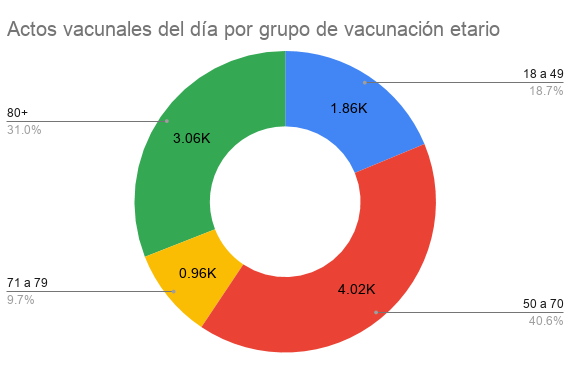 Actos vacunales del día por grupo de vacunación etario
18 a 49
18.7%
1.86K
80+
31.0%
3.06K
71 a 79
9.7%
0.96K
4.02K
50 a 70
40.6%